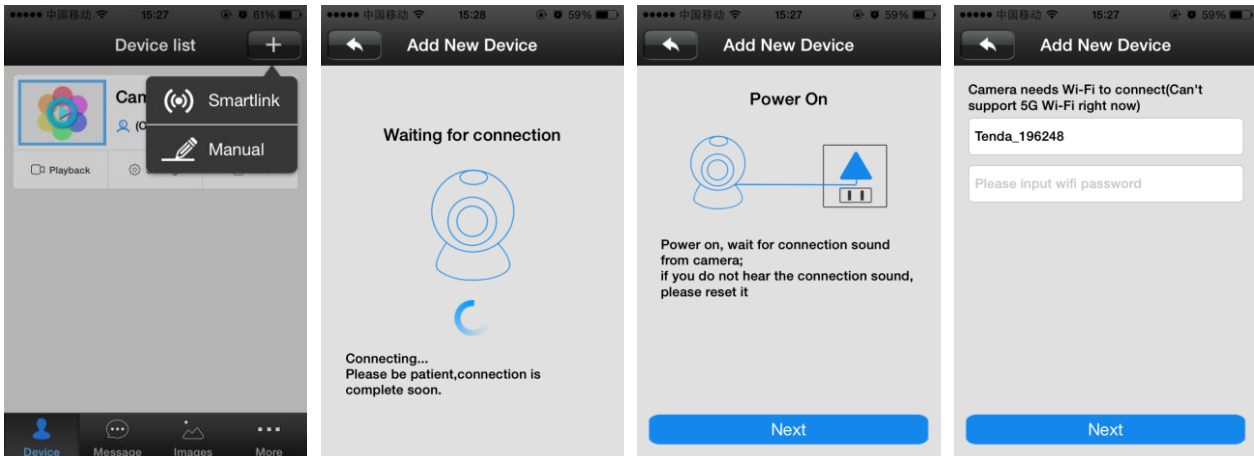 中国移动 15:27 61%
Device list +
Cam
(O
Smartlink
Manual
Playback
Device Message Images More
中国移动 15:28 59%
Add New Device
Waiting for connection
Connecting...
Please be patient,connection is
complete soon.
中国移动 15:27 59%
Add New Device
Power On
Power on, wait for connection sound
from camera;
if you do not hear the connection sound,
please reset it
Next
中国移动 15:27 59%
Add New Device
Camera needs Wi-Fi to connect(Can't
support 5G Wi-Fi right now)
Tenda_196248
Please input wifi password
Next